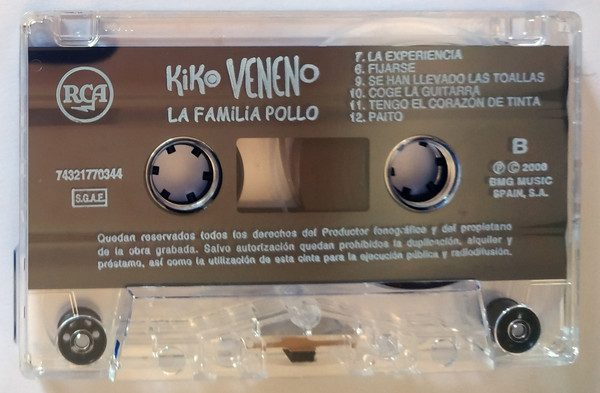 RCA
KiKo VENENo
LA FAMiLiA POLLO
7. LA EXPERIENCIA
8. FIJARSE
9. SE HAN LLEVADO LAS TOALLAS
10. COGE LA GUITARRA
11. TENGO EL CORAZÓN DE TINTA
12. PAITO
74321770344
S.G.A.E.
B
Ⓟ © 2000
BMG MUSIC
SPAIN, S.A.
Quedan reservados todos los derechos del Productor fonográfico y del propietario
de la obra grabada. Salvo autorización quedan prohibidos la duplicación, alquiler y
préstamo, así como la utilización de esta cinta para la ejecución pública y radiodifusión.